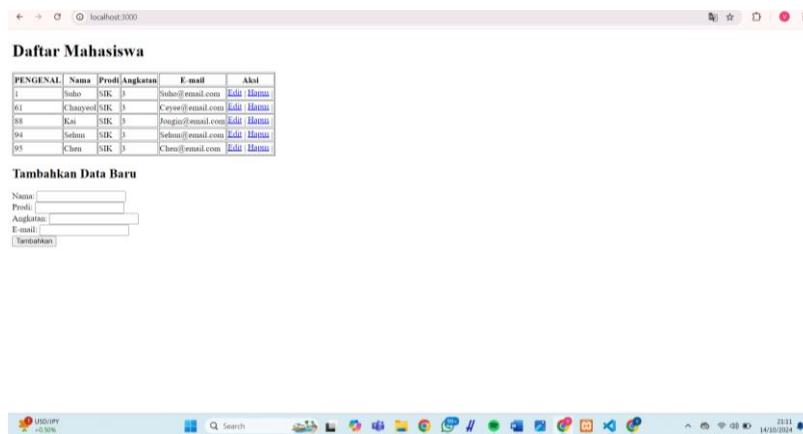 localhost:3000
Daftar Mahasiswa
PENGENAL Nama Prodi Angkatan E-mail Aksi
1 Suho SIK 3 Suho@email.com Edit | Hapus
61 Chanyeol SIK 3 Ceyee@email.com Edit | Hapus
88 Kai SIK 3 Jongin@email.com Edit | Hapus
94 Sehun SIK 3 Sehun@email.com Edit | Hapus
95 Chen SIK 3 Chen@email.com Edit | Hapus
Tambahkan Data Baru
Nama:
Prodi:
Angkatan:
E-mail:
Tambahkan
USD/JPY
+0.50%
Search
21:11
14/10/2024